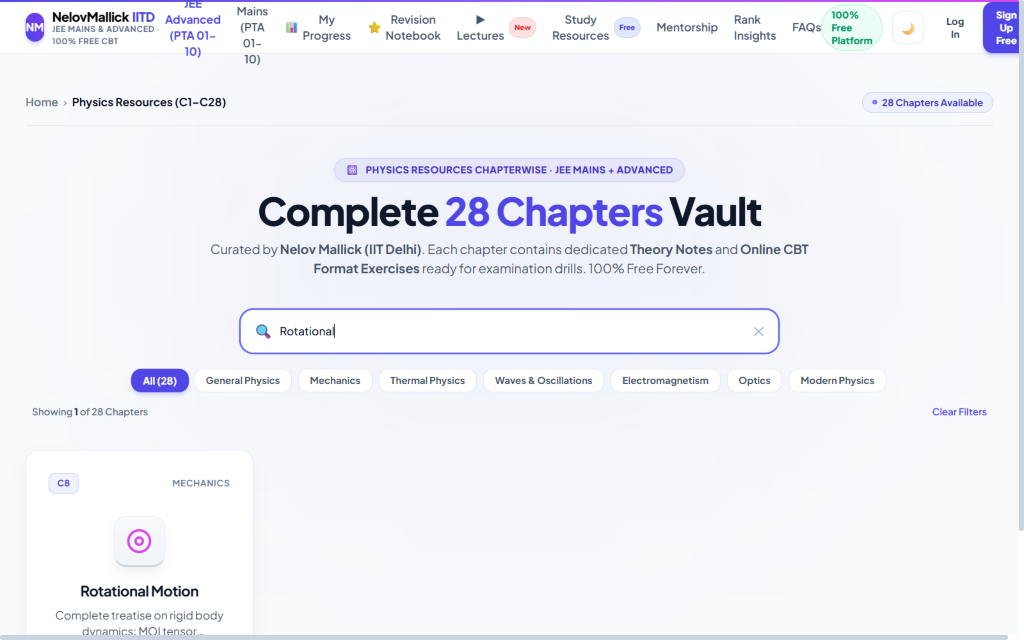 NM
NelovMallick IITD
JEE MAINS & ADVANCED ·
100% FREE CBT
JEE
Advanced
(PTA 01–
10)
Mains
(PTA
01–
10)
My
Progress
Revision
Notebook
Lectures
New
Study
Resources
Free
Mentorship
Rank
Insights
FAQs
100%
Free
Platform
Log
In
Sign
Up
Free
Home › Physics Resources (C1–C28)
28 Chapters Available
PHYSICS RESOURCES CHAPTERWISE · JEE MAINS + ADVANCED
Complete 28 Chapters Vault
Curated by Nelov Mallick (IIT Delhi). Each chapter contains dedicated Theory Notes and Online CBT
Format Exercises ready for examination drills. 100% Free Forever.
Rotational
All (28)
General Physics
Mechanics
Thermal Physics
Waves & Oscillations
Electromagnetism
Optics
Modern Physics
Showing 1 of 28 Chapters
Clear Filters
C8
MECHANICS
Rotational Motion
Complete treatise on rigid body
dynamics: MOI tensor...